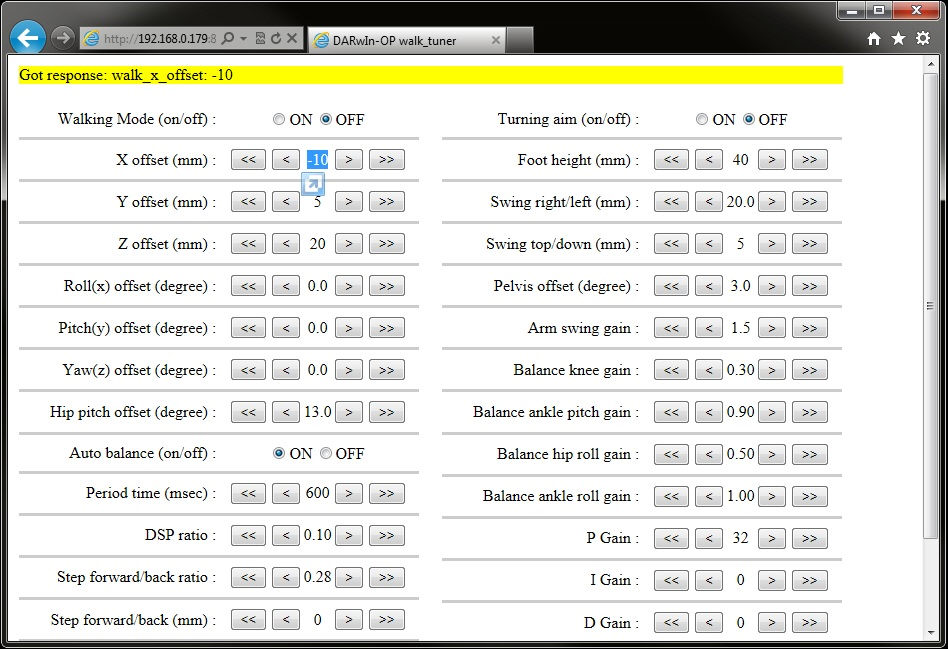 http://192.168.0.179:8
DARwIn-OP walk_tuner
Got response: walk_x_offset: -10
Walking Mode (on/off) : ON OFF
X offset (mm) : << < -10 > >>
Y offset (mm) : << < 5 > >>
Z offset (mm) : << < 20 > >>
Roll(x) offset (degree) : << < 0.0 > >>
Pitch(y) offset (degree) : << < 0.0 > >>
Yaw(z) offset (degree) : << < 0.0 > >>
Hip pitch offset (degree) : << < 13.0 > >>
Auto balance (on/off) : ON OFF
Period time (msec) : << < 600 > >>
DSP ratio : << < 0.10 > >>
Step forward/back ratio : << < 0.28 > >>
Step forward/back (mm) : << < 0 > >>
Turning aim (on/off) : ON OFF
Foot height (mm) : << < 40 > >>
Swing right/left (mm) : << < 20.0 > >>
Swing top/down (mm) : << < 5 > >>
Pelvis offset (degree) : << < 3.0 > >>
Arm swing gain : << < 1.5 > >>
Balance knee gain : << < 0.30 > >>
Balance ankle pitch gain : << < 0.90 > >>
Balance hip roll gain : << < 0.50 > >>
Balance ankle roll gain : << < 1.00 > >>
P Gain : << < 32 > >>
I Gain : << < 0 > >>
D Gain : << < 0 > >>